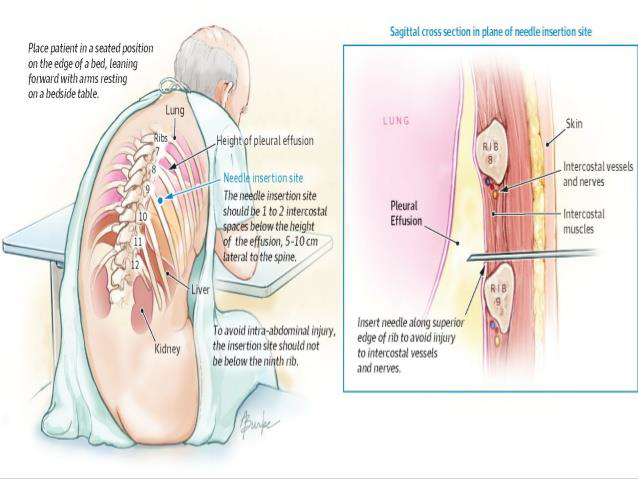 Place patient in a seated position
on the edge of a bed, leaning
forward with arms resting
on a bedside table.
Lung
Ribs
7
8
9
10
11
12
Height of pleural effusion
Needle insertion site
The needle insertion site
should be 1 to 2 intercostal
spaces below the height
of the effusion, 5-10 cm
lateral to the spine.
Liver
Kidney
To avoid intra-abdominal injury,
the insertion site should not
be below the ninth rib.
Burke
Sagittal cross section in plane of needle insertion site
LUNG
Skin
RIB
8
Intercostal vessels
and nerves
Pleural
Effusion
Intercostal
muscles
RIB
9
Insert needle along superior
edge of rib to avoid injury
to intercostal vessels
and nerves.